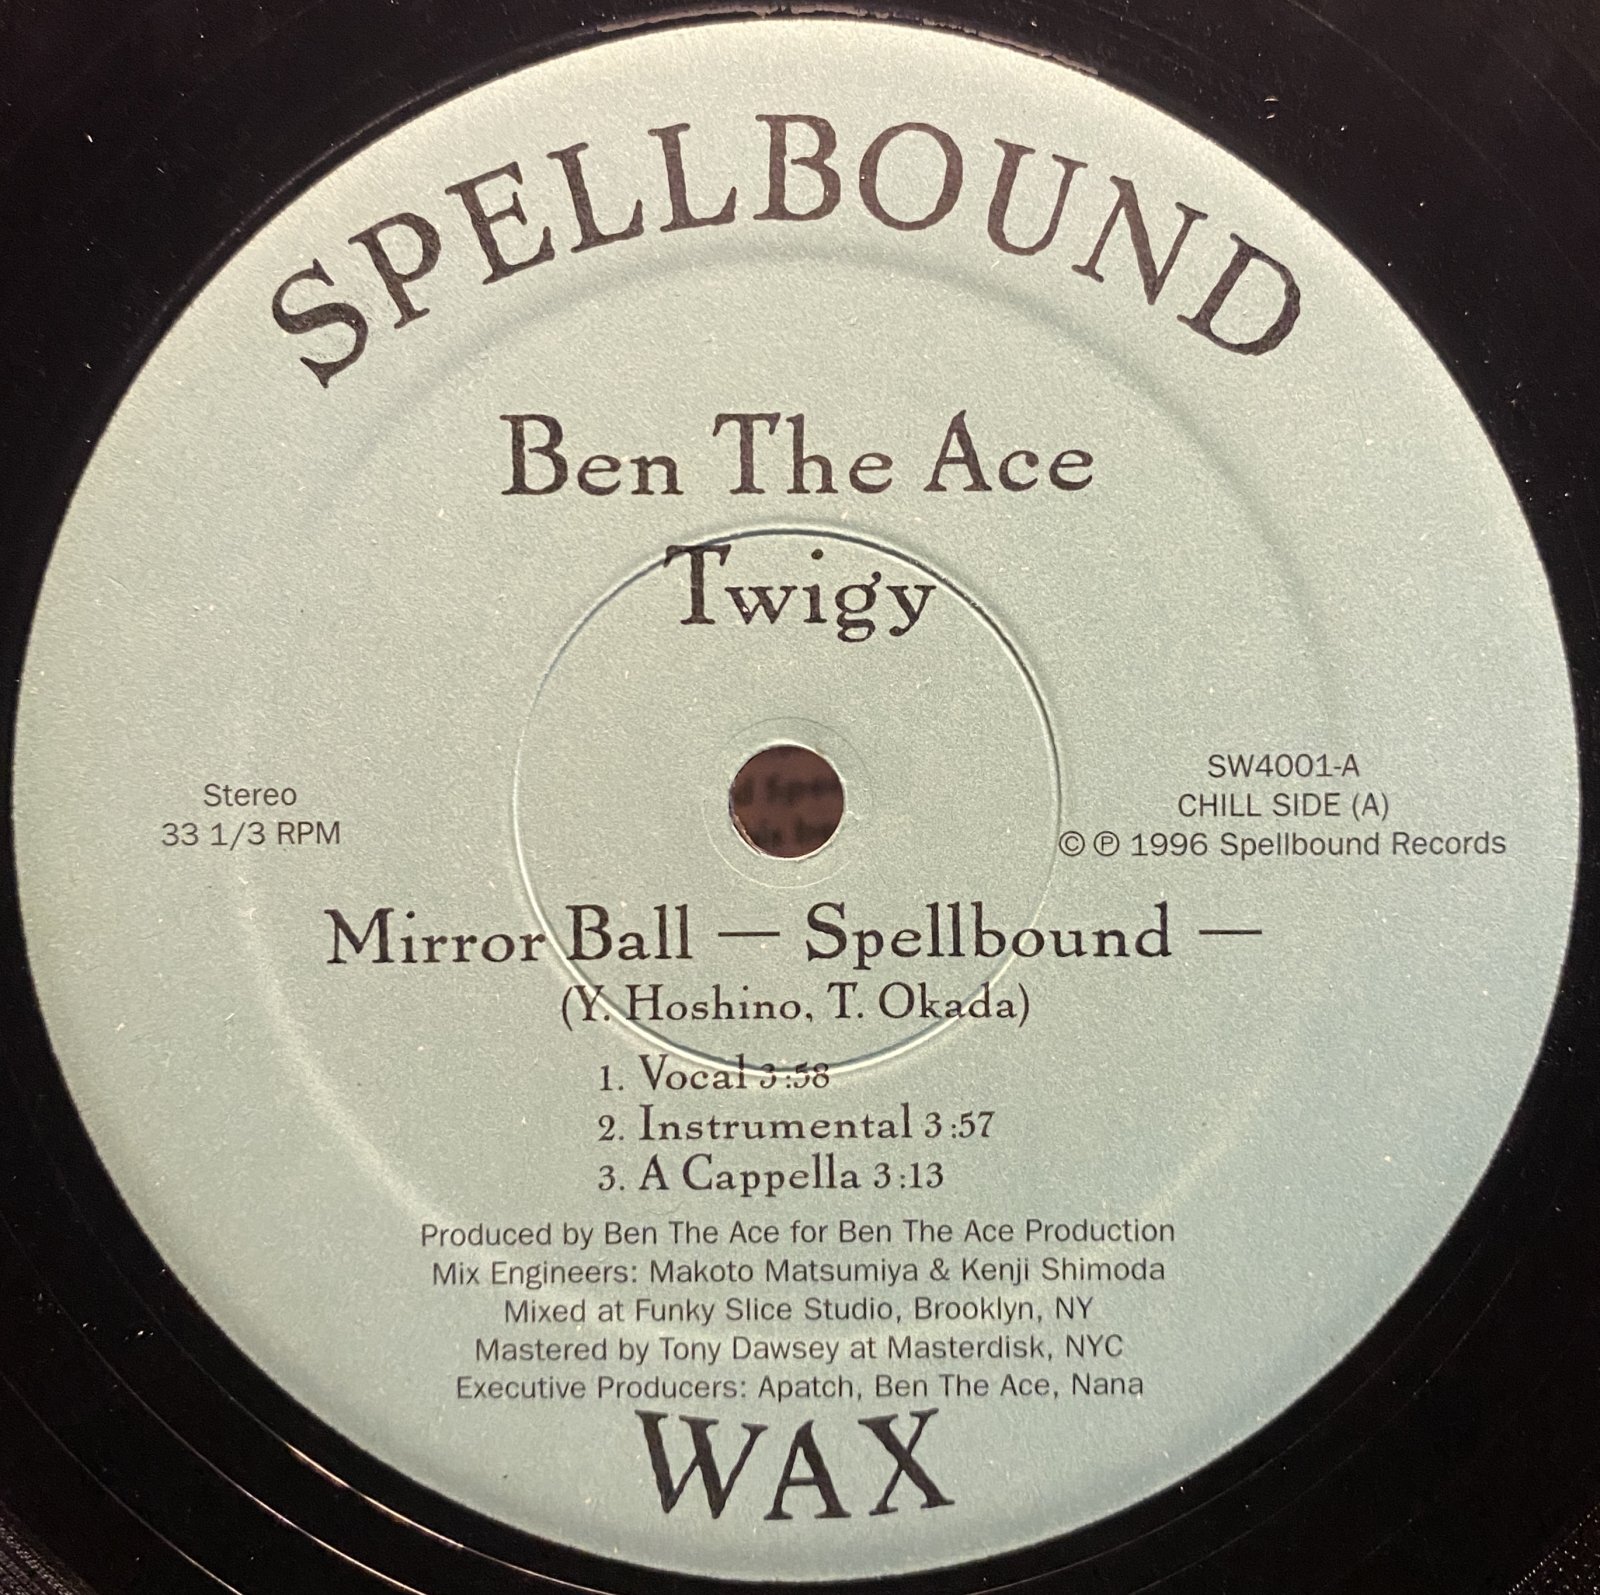 SPELLBOUND
Ben The Ace
Twigy
Stereo
33 1/3 RPM
SW4001-A
CHILL SIDE (A)
©℗ 1996 Spellbound Records
Mirror Ball — Spellbound —
(Y. Hoshino, T. Okada)
1. Vocal 3:58
2. Instrumental 3:57
3. A Cappella 3:13
Produced by Ben The Ace for Ben The Ace Production
Mix Engineers: Makoto Matsumiya & Kenji Shimoda
Mixed at Funky Slice Studio, Brooklyn, NY
Mastered by Tony Dawsey at Masterdisk, NYC
Executive Producers: Apatch, Ben The Ace, Nana
WAX